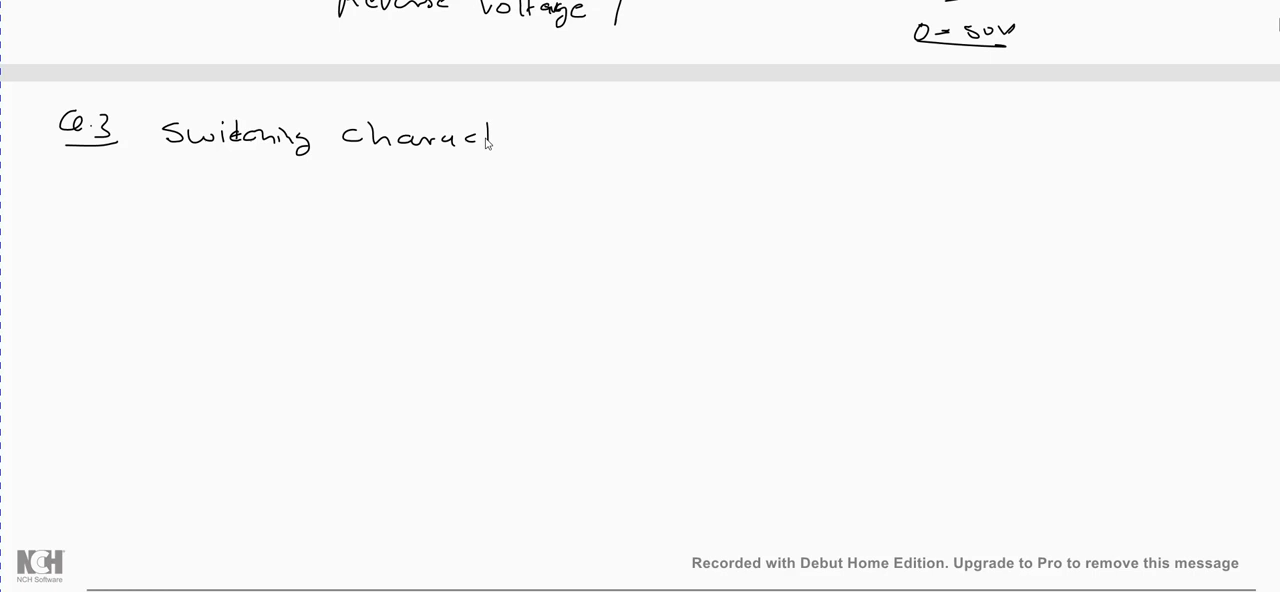 Reverse voltage /
0 - 50V
Q.3 Switching charact
NCH
NCH Software
Recorded with Debut Home Edition. Upgrade to Pro to remove this message